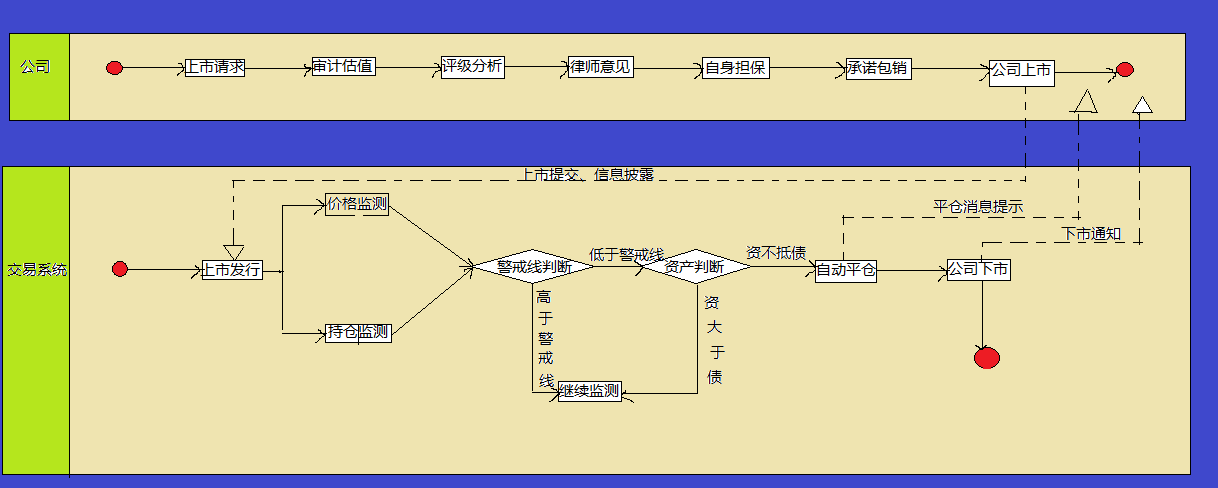 公司
上市请求
审计估值
评级分析
律师意见
自身担保
承诺包销
公司上市
交易系统
上市提交、信息披露
上市发行
价格监测
持仓监测
警戒线判断
低于警戒线
资产判断
资不抵债
自动平仓
公司下市
平仓消息提示
下市通知
高
于
警
戒
线
资
大
于
债
继续监测